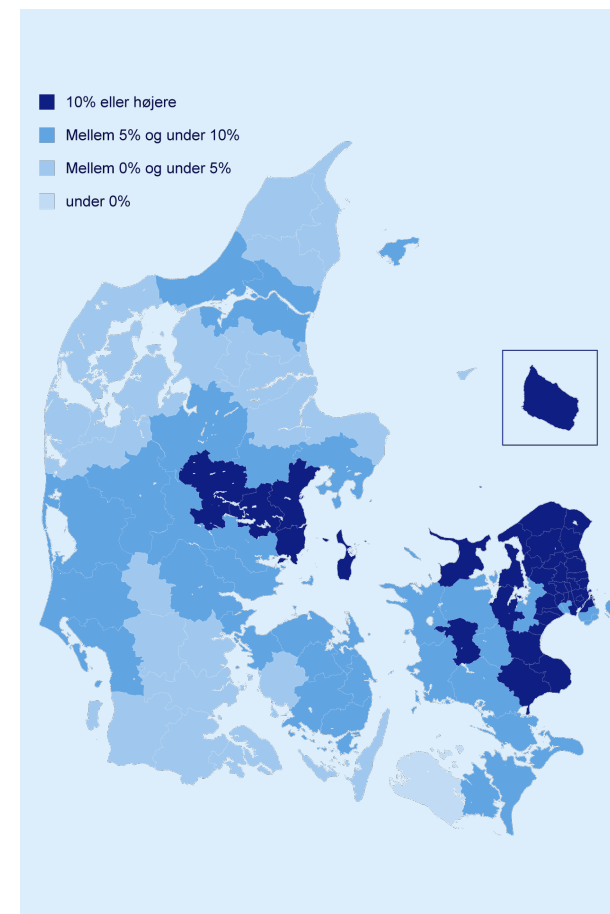 10% eller højere
Mellem 5% og under 10%
Mellem 0% og under 5%
under 0%